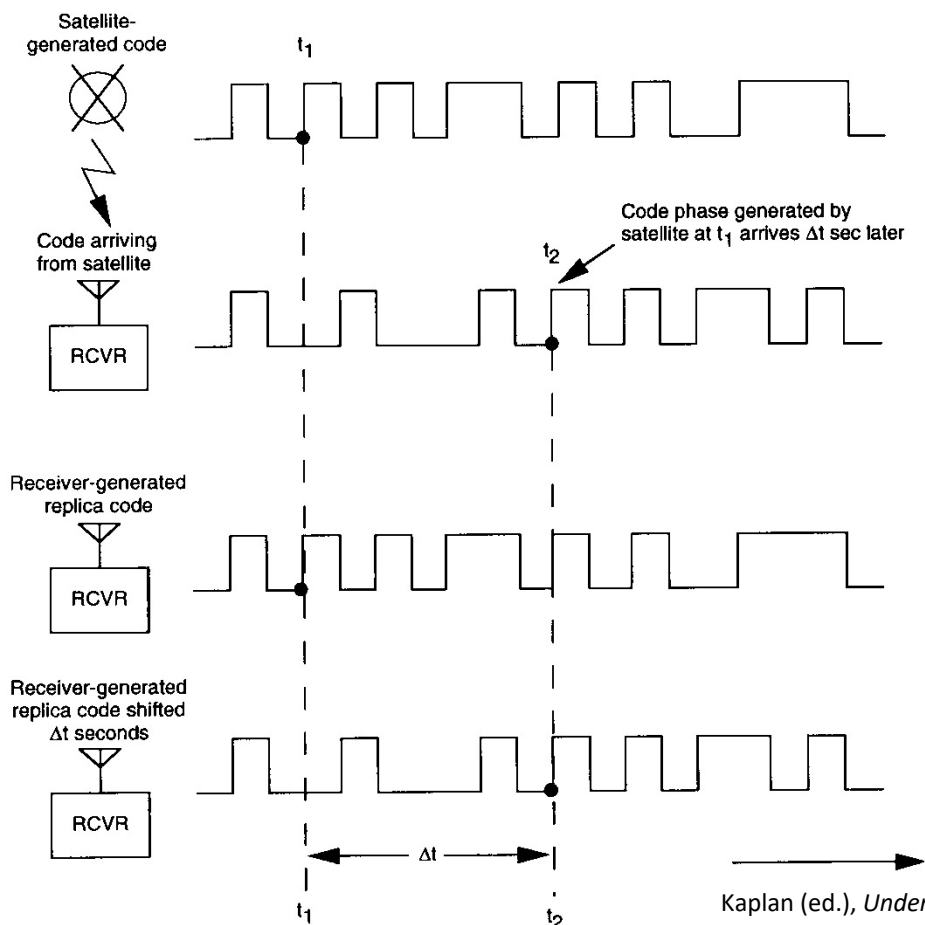 Satellite-
generated code
t1
Code arriving
from satellite
Code phase generated by
satellite at t1 arrives Δt sec later
t2
RCVR
Receiver-generated
replica code
RCVR
Receiver-generated
replica code shifted
Δt seconds
RCVR
Δt
t1
t2
Kaplan (ed.),